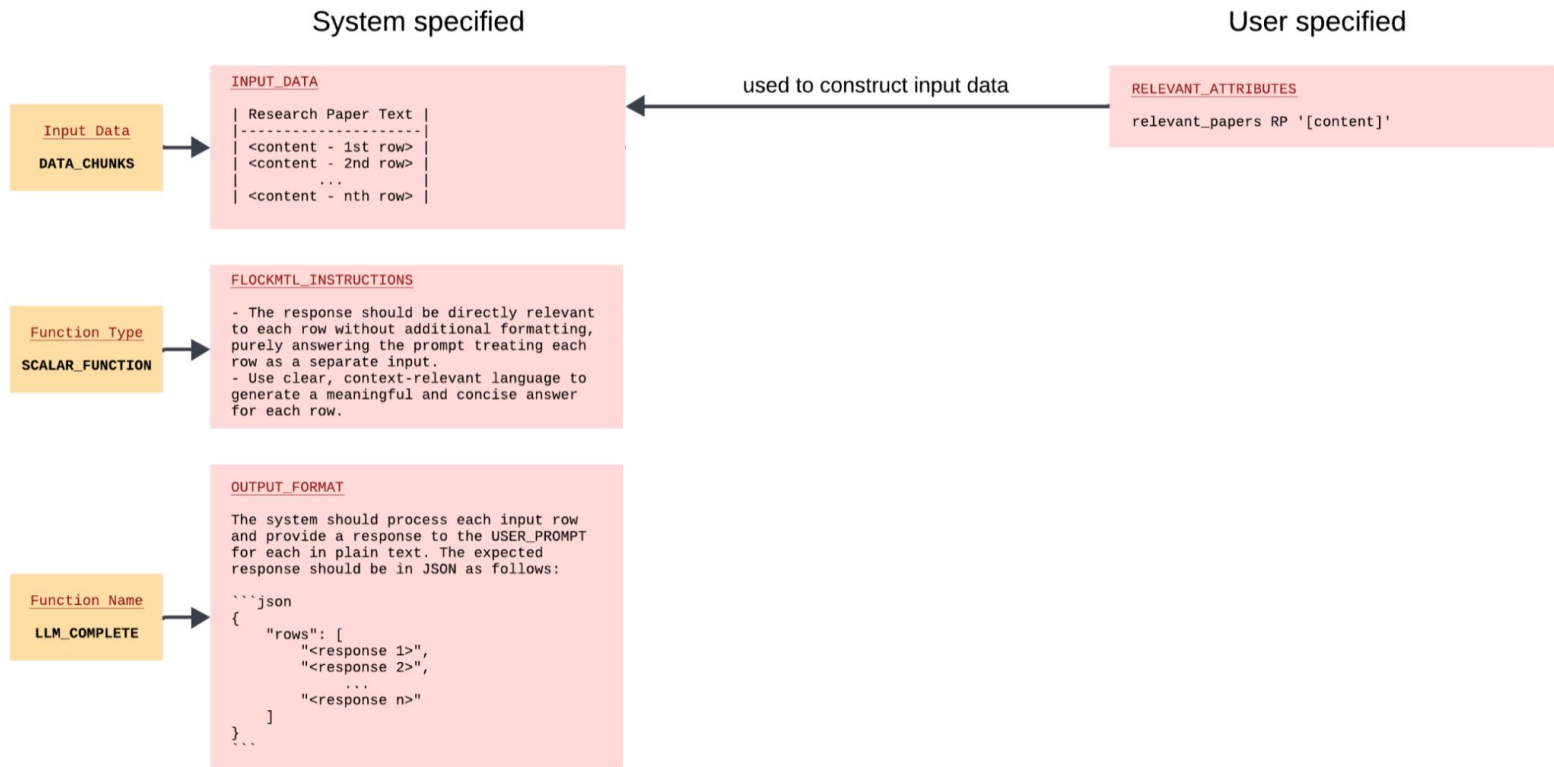 System specified
User specified
Input Data
DATA_CHUNKS
INPUT_DATA
| Research Paper Text |
|---------------------|
| <content - 1st row> |
| <content - 2nd row> |
|         ...         |
| <content - nth row> |
used to construct input data
RELEVANT_ATTRIBUTES
relevant_papers RP '[content]'
Function Type
SCALAR_FUNCTION
FLOCKMTL_INSTRUCTIONS
- The response should be directly relevant
to each row without additional formatting,
purely answering the prompt treating each
row as a separate input.
- Use clear, context-relevant language to
generate a meaningful and concise answer
for each row.
Function Name
LLM_COMPLETE
OUTPUT_FORMAT
The system should process each input row
and provide a response to the USER_PROMPT
for each in plain text. The expected
response should be in JSON as follows:
```json
{
    "rows": [
        "<response 1>",
        "<response 2>",
             ...
        "<response n>"
    ]
}
```